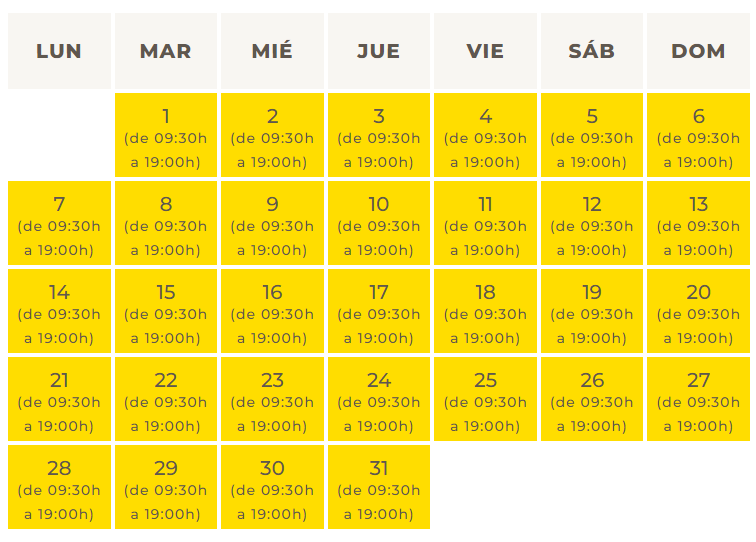 LUN MAR MIÉ JUE VIE SÁB DOM
1 2 3 4 5 6
(de 09:30h (de 09:30h (de 09:30h (de 09:30h (de 09:30h (de 09:30h
a 19:00h) a 19:00h) a 19:00h) a 19:00h) a 19:00h) a 19:00h)
7 8 9 10 11 12 13
(de 09:30h (de 09:30h (de 09:30h (de 09:30h (de 09:30h (de 09:30h (de 09:30h
a 19:00h) a 19:00h) a 19:00h) a 19:00h) a 19:00h) a 19:00h) a 19:00h)
14 15 16 17 18 19 20
(de 09:30h (de 09:30h (de 09:30h (de 09:30h (de 09:30h (de 09:30h (de 09:30h
a 19:00h) a 19:00h) a 19:00h) a 19:00h) a 19:00h) a 19:00h) a 19:00h)
21 22 23 24 25 26 27
(de 09:30h (de 09:30h (de 09:30h (de 09:30h (de 09:30h (de 09:30h (de 09:30h
a 19:00h) a 19:00h) a 19:00h) a 19:00h) a 19:00h) a 19:00h) a 19:00h)
28 29 30 31
(de 09:30h (de 09:30h (de 09:30h (de 09:30h
a 19:00h) a 19:00h) a 19:00h) a 19:00h)